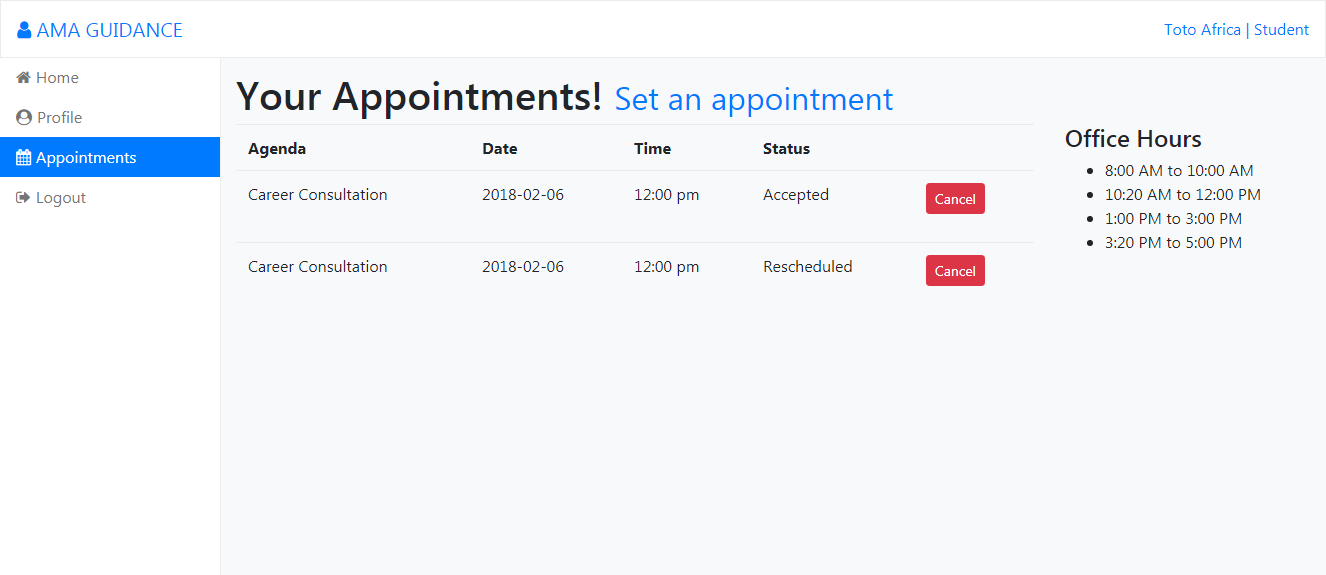 AMA GUIDANCE
Toto Africa | Student
Home
Profile
Appointments
Logout
Your Appointments! Set an appointment
Agenda Date Time Status
Career Consultation 2018-02-06 12:00 pm Accepted Cancel
Career Consultation 2018-02-06 12:00 pm Rescheduled Cancel
Office Hours
8:00 AM to 10:00 AM
10:20 AM to 12:00 PM
1:00 PM to 3:00 PM
3:20 PM to 5:00 PM